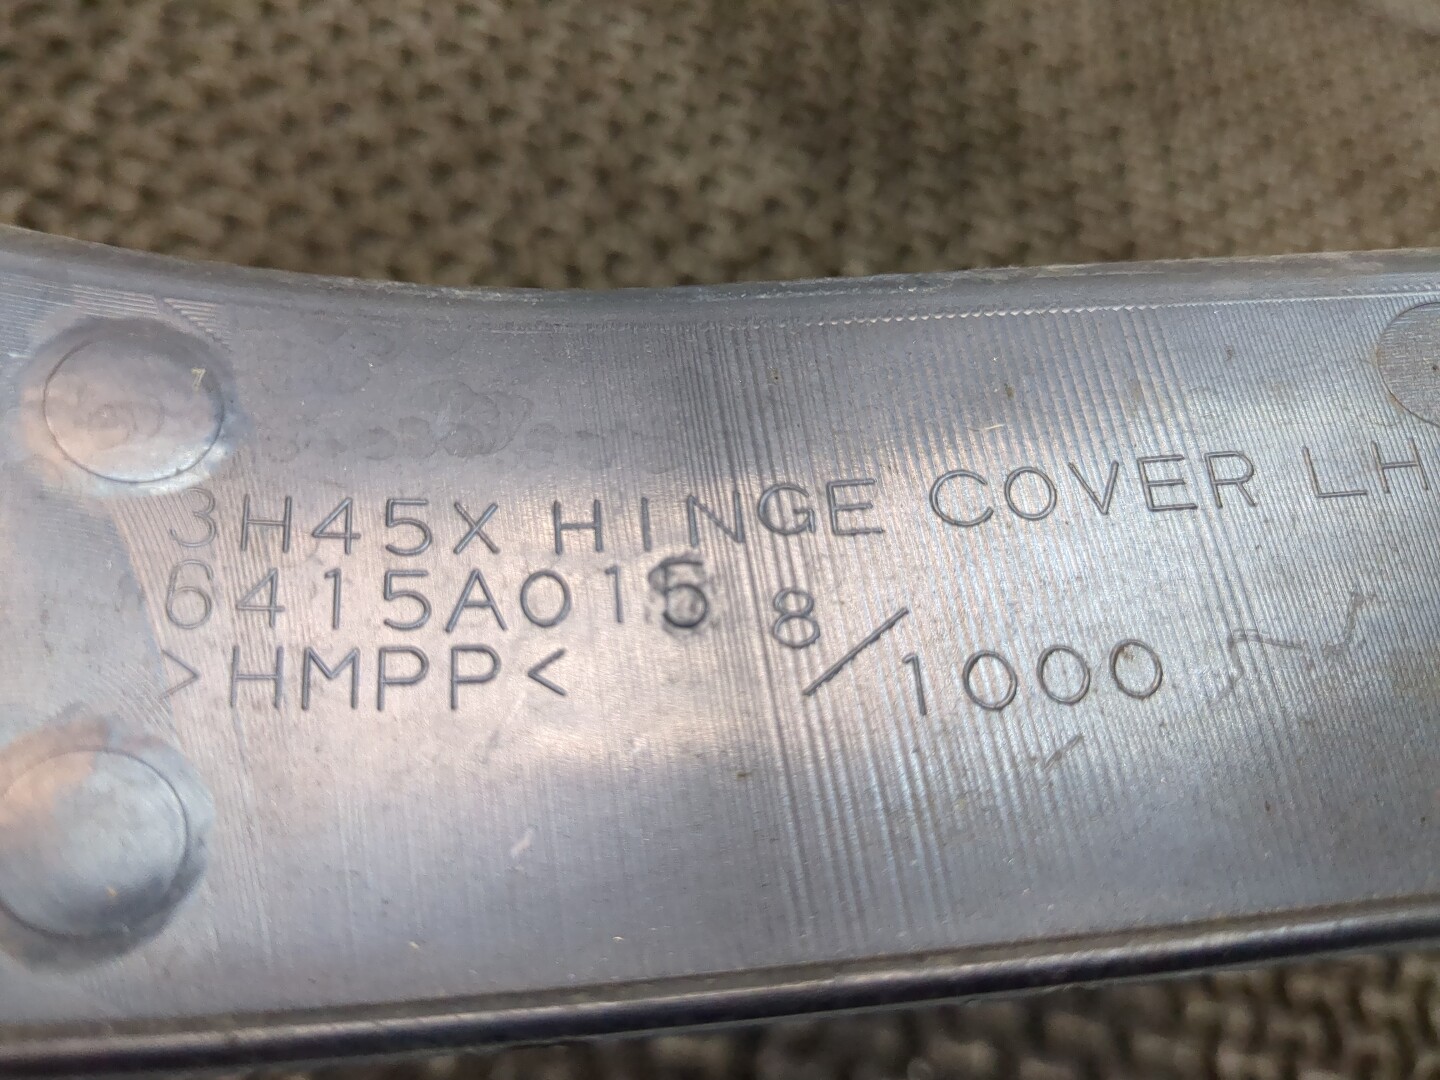 3H45X HINGE COVER LH
6415A015 8/1000
>HMPP<